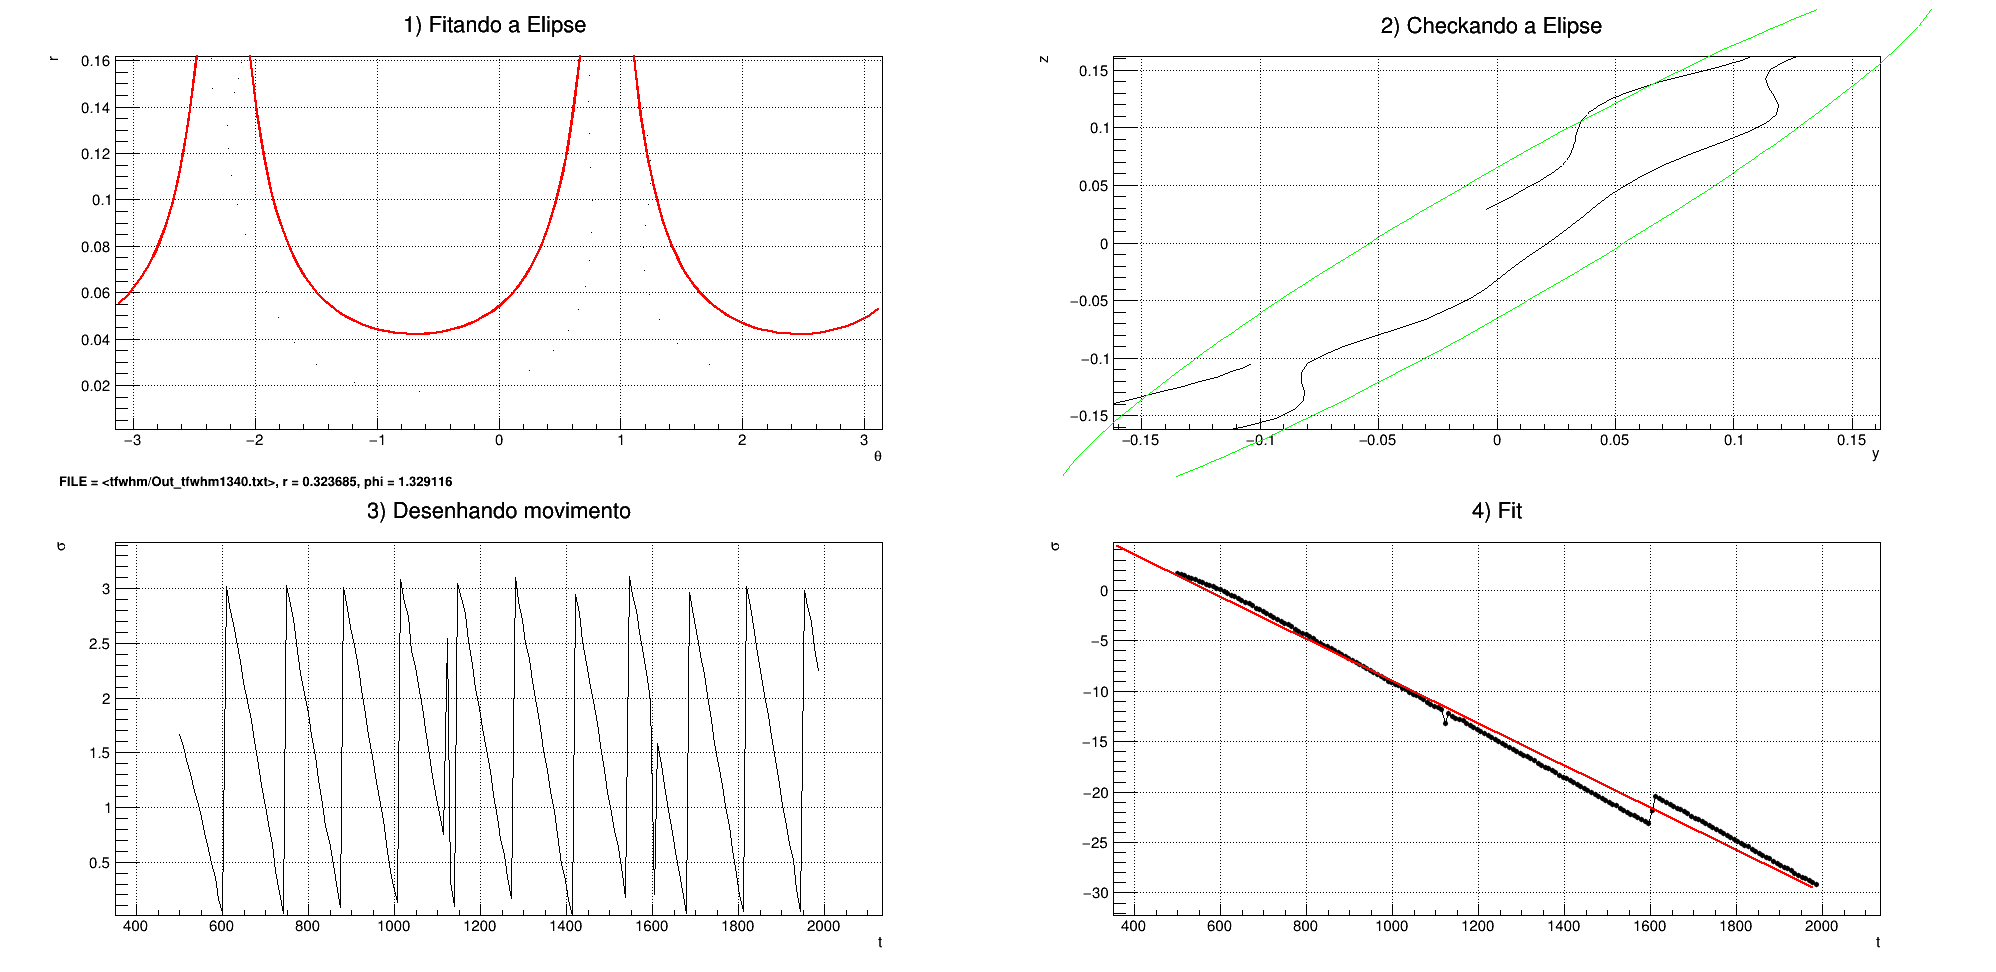 1) Fitando a Elipse
r
0.16
0.14
0.12
0.1
0.08
0.06
0.04
0.02
−3 −2 −1 0 1 2 3
θ
2) Checkando a Elipse
z
0.15
0.1
0.05
0
−0.05
−0.1
−0.15
−0.15 −0.1 −0.05 0 0.05 0.1 0.15
y
FILE = <tfwhm/Out_tfwhm1340.txt>, r = 0.323685, phi = 1.329116
3) Desenhando movimento
σ
3
2.5
2
1.5
1
0.5
400 600 800 1000 1200 1400 1600 1800 2000
t
4) Fit
σ
0
−5
−10
−15
−20
−25
−30
400 600 800 1000 1200 1400 1600 1800 2000
t